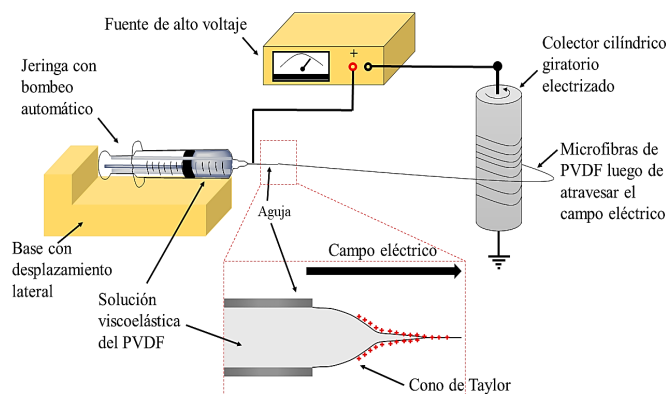 Fuente de alto
voltaje
+
Colector cilíndrico
giratorio
electrizado
Jeringa con
bombeo
automático
Microfibras de
PVDF luego de
atravesar el
campo eléctrico
Aguja
Base con
desplazamiento
lateral
Solución
viscoelástica
del PVDF
Campo eléctrico
Cono de Taylor